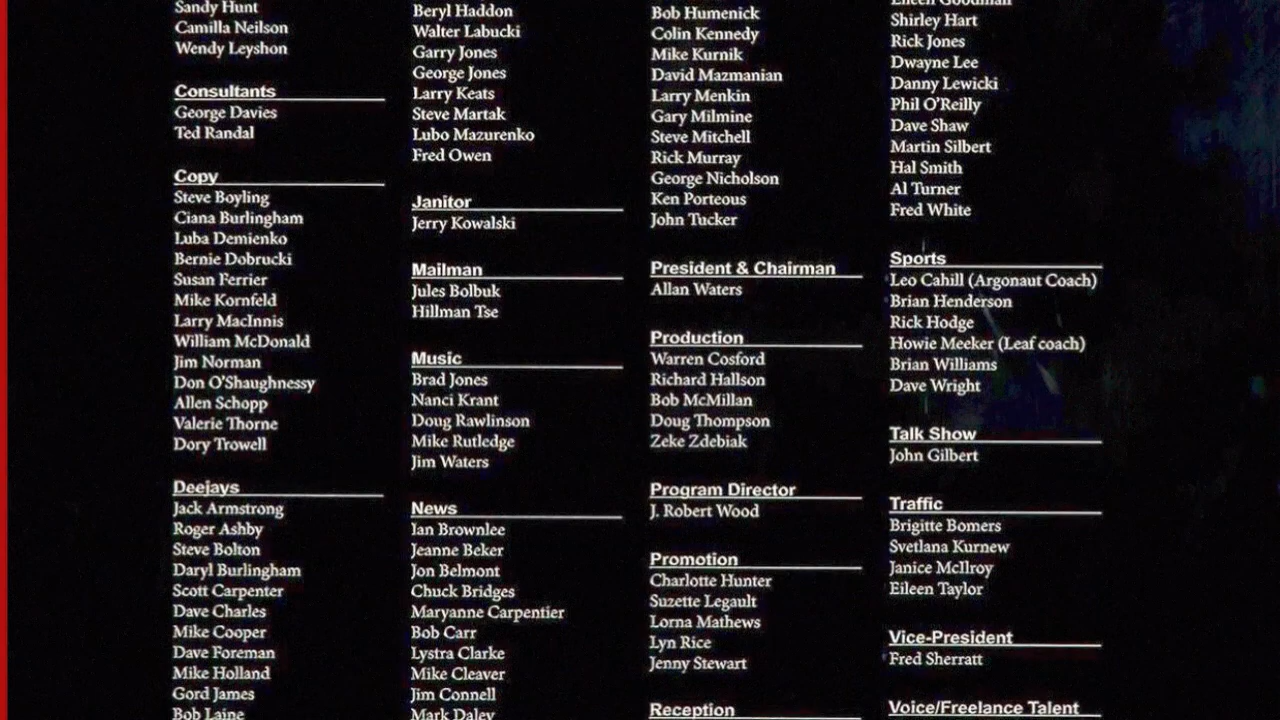 Sandy Hunt
Camilla Neilson
Wendy Leyshon
Consultants
George Davies
Ted Randal
Copy
Steve Boyling
Ciana Burlingham
Luba Demienko
Bernie Dobrucki
Susan Ferrier
Mike Kornfeld
Larry MacInnis
William McDonald
Jim Norman
Don O'Shaughnessy
Allen Schopp
Valerie Thorne
Dory Trowell
Deejays
Jack Armstrong
Roger Ashby
Steve Bolton
Daryl Burlingham
Scott Carpenter
Dave Charles
Mike Cooper
Dave Foreman
Mike Holland
Gord James
Bob Laine
Beryl Haddon
Walter Labucki
Garry Jones
George Jones
Larry Keats
Steve Martak
Lubo Mazurenko
Fred Owen
Janitor
Jerry Kowalski
Mailman
Jules Bolbuk
Hillman Tse
Music
Brad Jones
Nanci Krant
Doug Rawlinson
Mike Rutledge
Jim Waters
News
Ian Brownlee
Jeanne Beker
Jon Belmont
Chuck Bridges
Maryanne Carpentier
Bob Carr
Lystra Clarke
Mike Cleaver
Jim Connell
Mark Daley
Bob Humenick
Colin Kennedy
Mike Kurnik
David Mazmanian
Larry Menkin
Gary Milmine
Steve Mitchell
Rick Murray
George Nicholson
Ken Porteous
John Tucker
President & Chairman
Allan Waters
Production
Warren Cosford
Richard Hallson
Bob McMillan
Doug Thompson
Zeke Zdebiak
Program Director
J. Robert Wood
Promotion
Charlotte Hunter
Suzette Legault
Lorna Mathews
Lyn Rice
Jenny Stewart
Reception
Eileen Goodman
Shirley Hart
Rick Jones
Dwayne Lee
Danny Lewicki
Phil O'Reilly
Dave Shaw
Martin Silbert
Hal Smith
Al Turner
Fred White
Sports
Leo Cahill (Argonaut Coach)
Brian Henderson
Rick Hodge
Howie Meeker (Leaf coach)
Brian Williams
Dave Wright
Talk Show
John Gilbert
Traffic
Brigitte Bomers
Svetlana Kurnew
Janice McIlroy
Eileen Taylor
Vice-President
Fred Sherratt
Voice/Freelance Talent